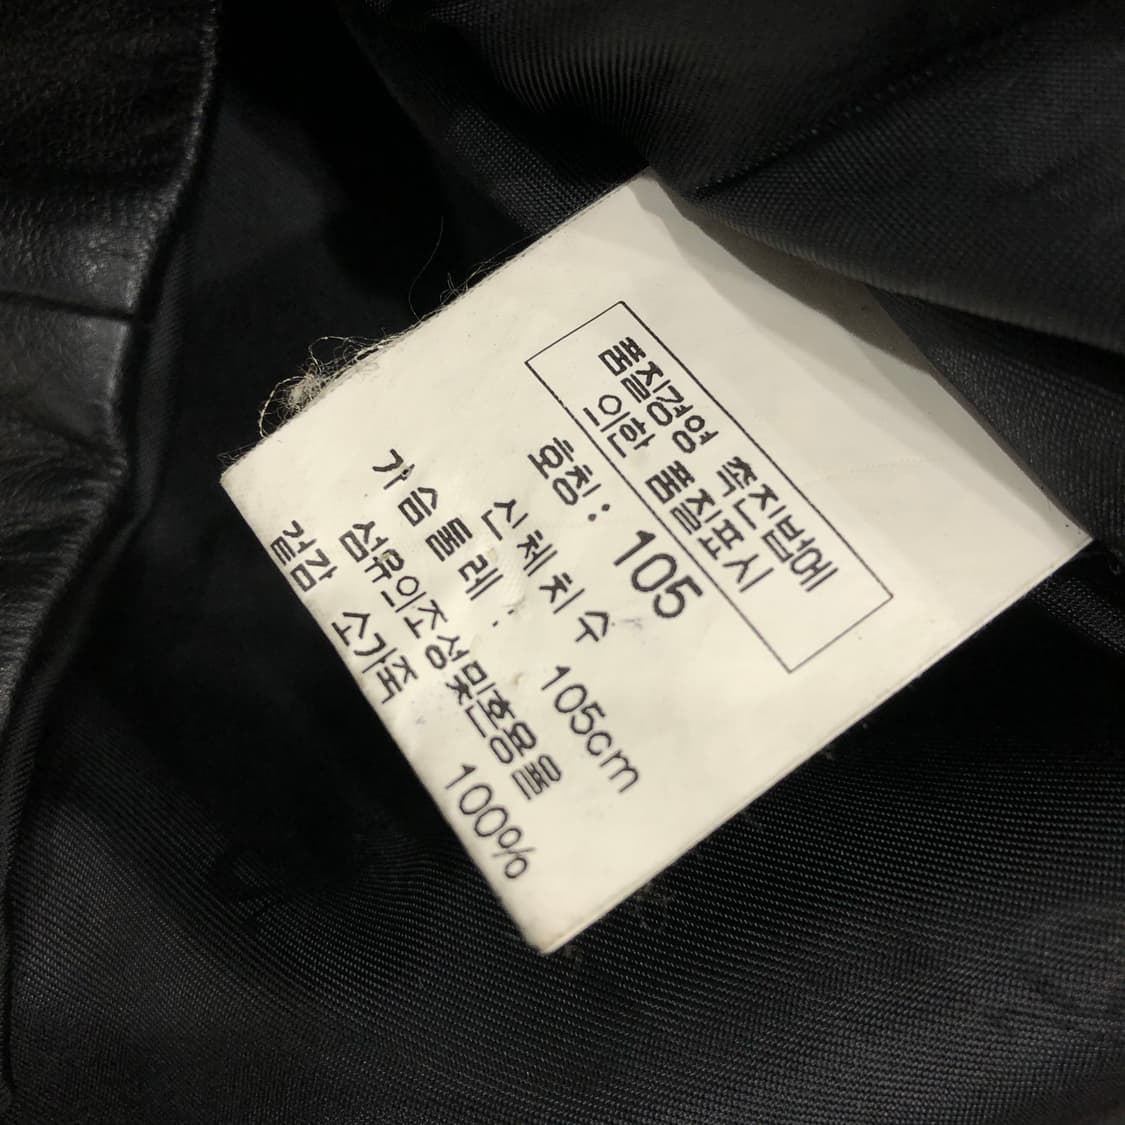 품질경영 촉진법에
의한 품질표시
호칭: 105
신체치수
가슴둘레 : 105cm
섬유의조성및혼용율
겉감 소가죽 100%